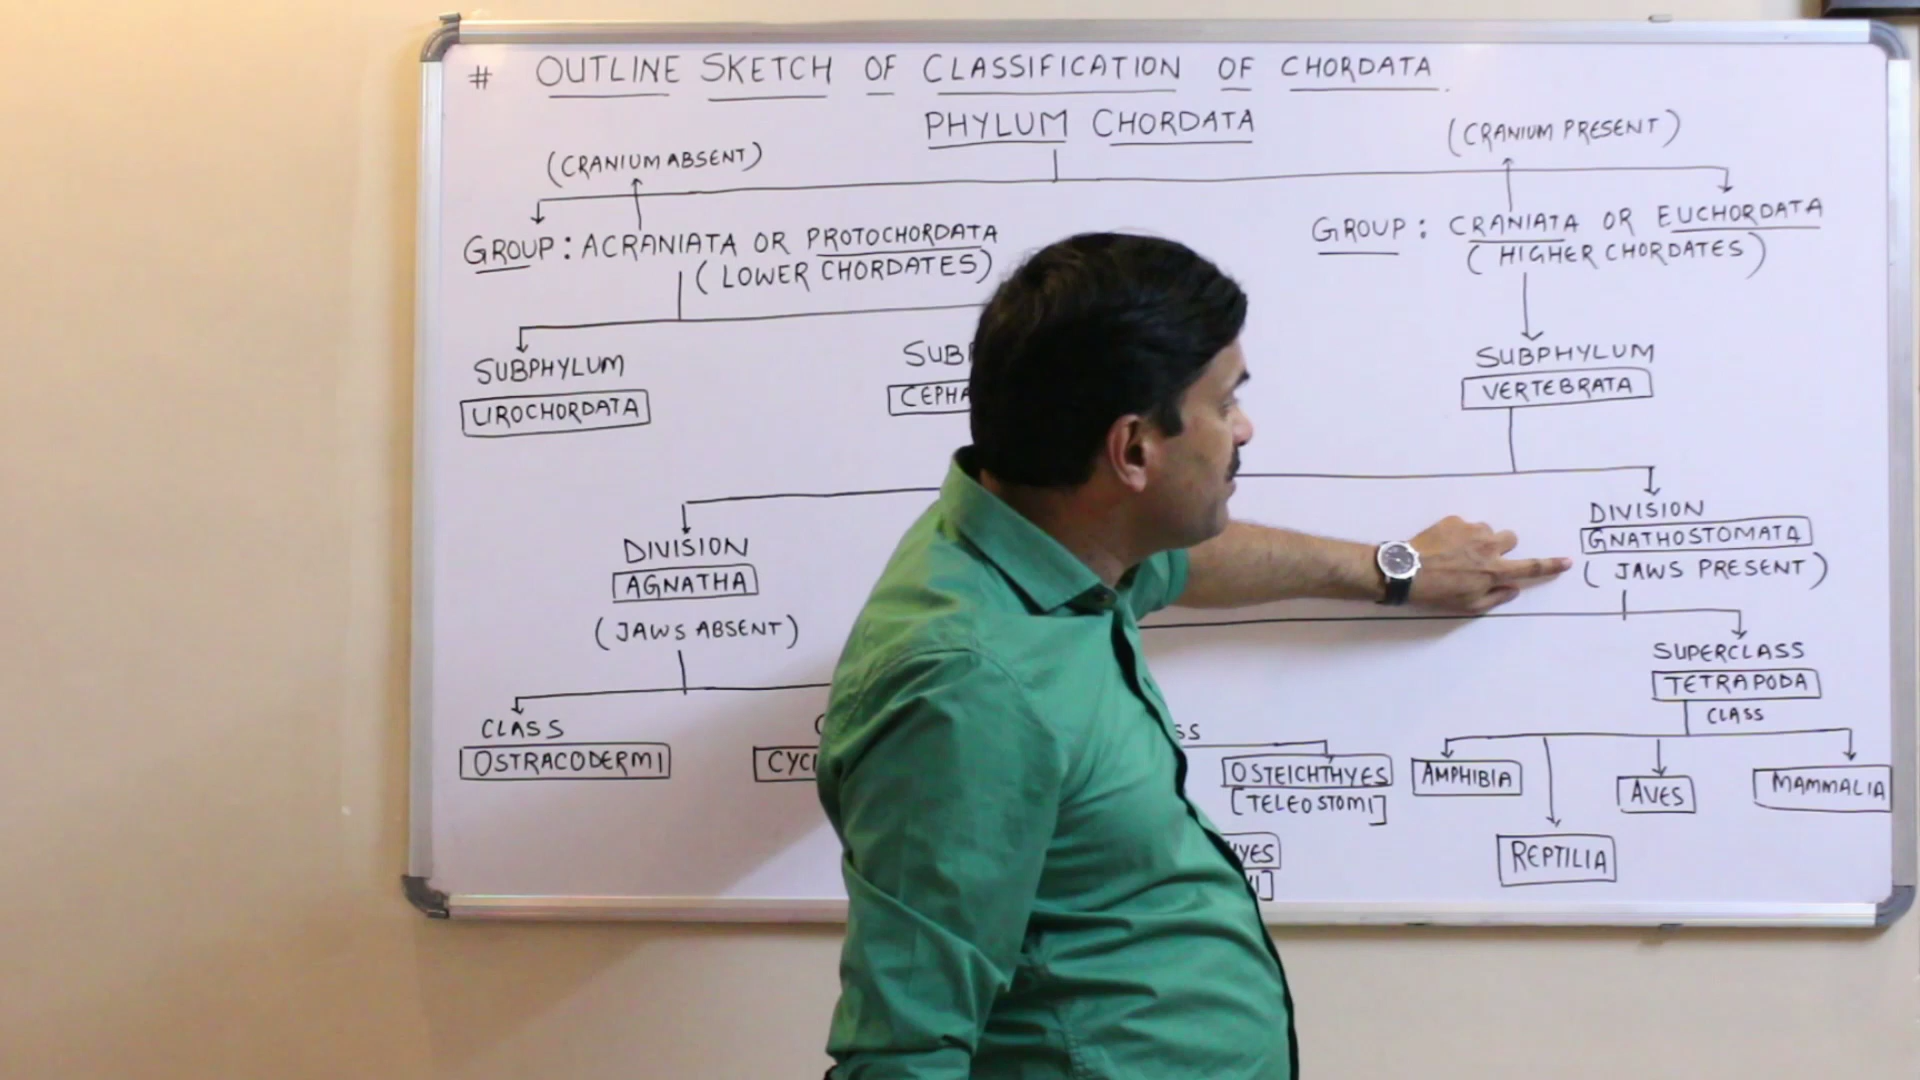 # OUTLINE SKETCH OF CLASSIFICATION OF CHORDATA.
PHYLUM CHORDATA
(CRANIUM ABSENT)
(CRANIUM PRESENT)
GROUP: ACRANIATA OR PROTOCHORDATA
(LOWER CHORDATES)
GROUP: CRANIATA OR EUCHORDATA
(HIGHER CHORDATES)
SUBPHYLUM
UROCHORDATA
SUBPHYLUM
VERTEBRATA
DIVISION
AGNATHA
(JAWS ABSENT)
DIVISION
GNATHOSTOMATA
(JAWS PRESENT)
SUPERCLASS
TETRAPODA
CLASS
CLASS
OSTRACODERMI
OSTEICHTHYES
[TELEOSTOMI]
AMPHIBIA
REPTILIA
AVES
MAMMALIA